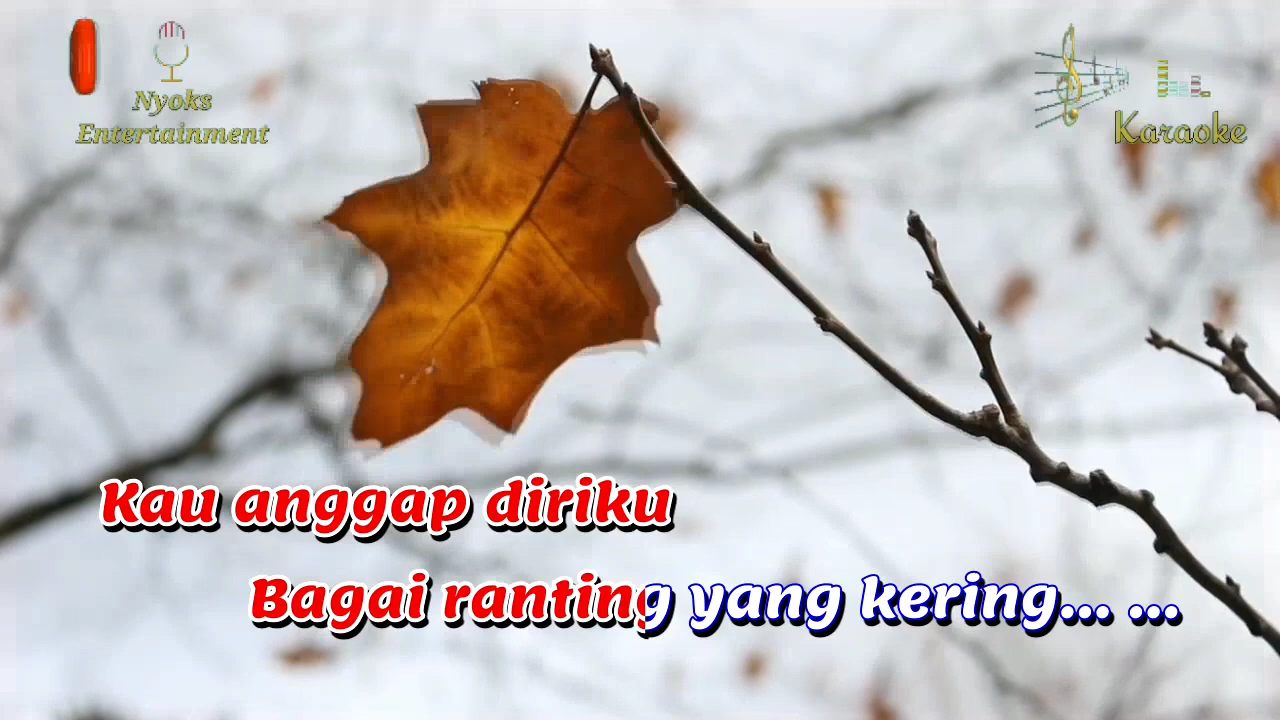 Nyoks
Entertainment
Karaoke
Kau anggap diriku
Bagai ranting yang kering... ...